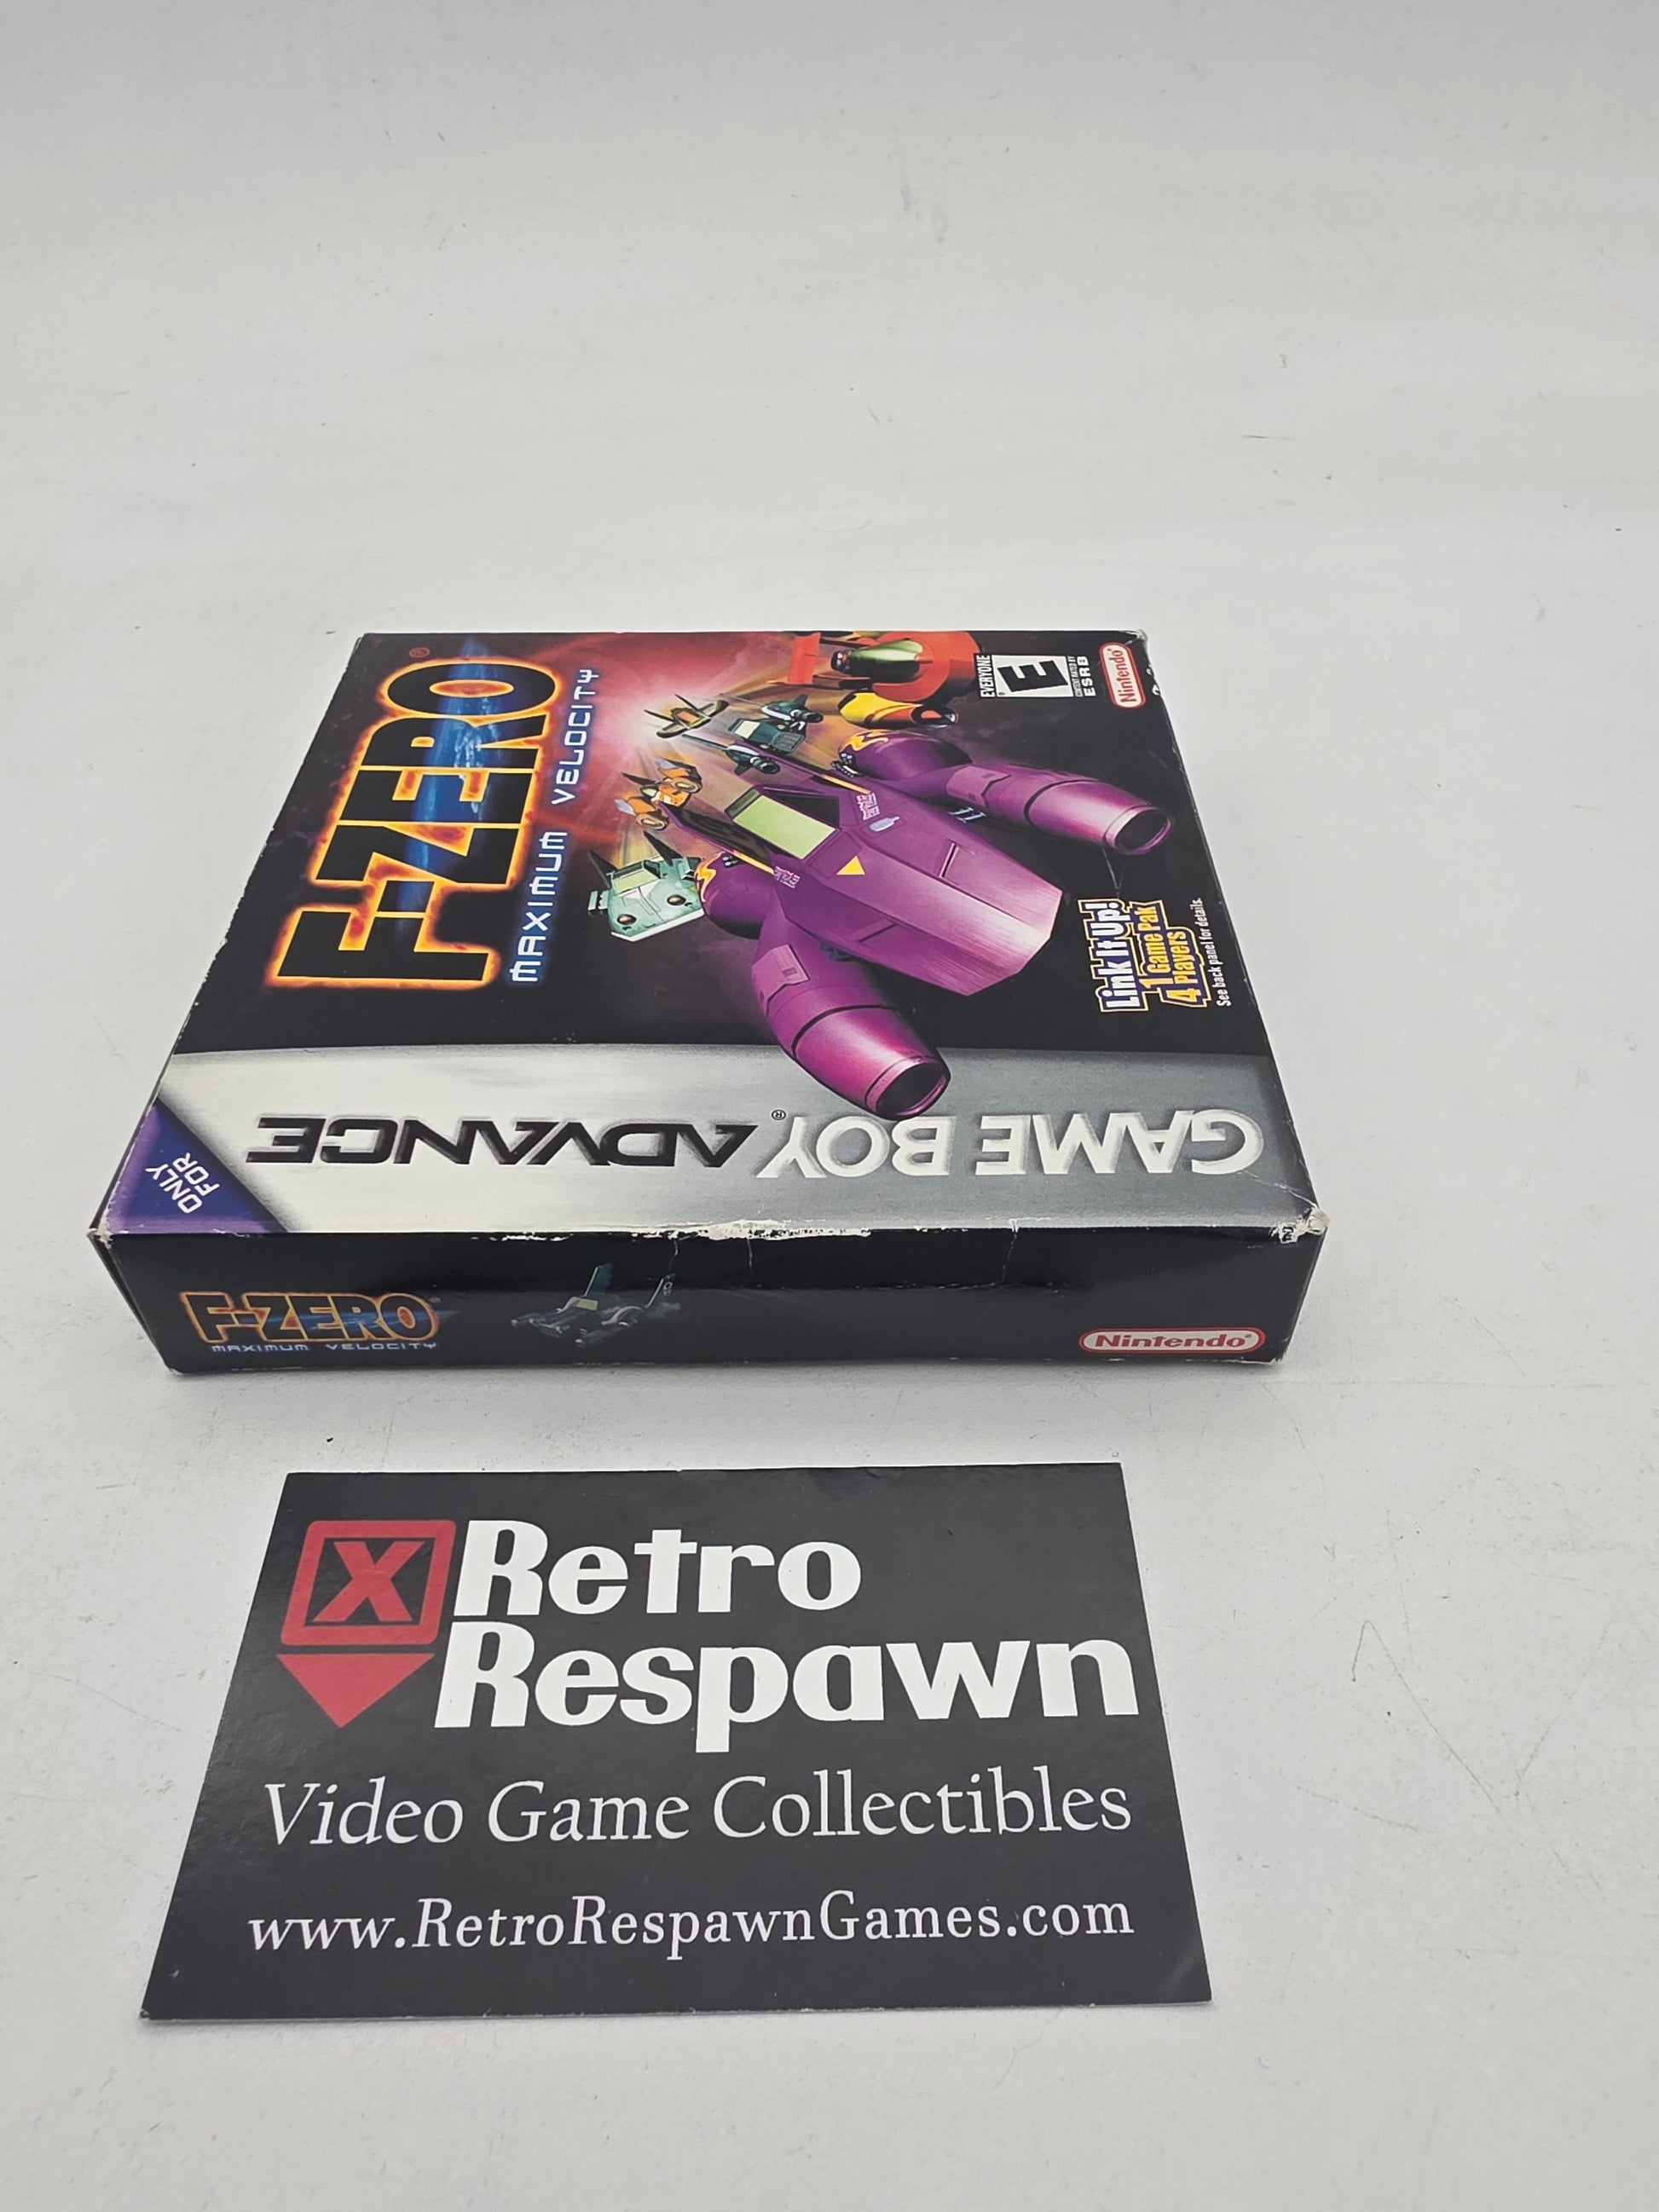 F-ZERO®
MAXIMUM VELOCITY
EVERYONE
E
CONTENT RATED BY
ESRB
Nintendo®
Link It Up!
1 Game Pak
4 Players
See back panel for details.
ONLY
FOR
GAME BOY ADVANCE
®
F-ZERO
MAXIMUM VELOCITY
Nintendo®
X Retro
Respawn
Video Game Collectibles
www.RetroRespawnGames.com